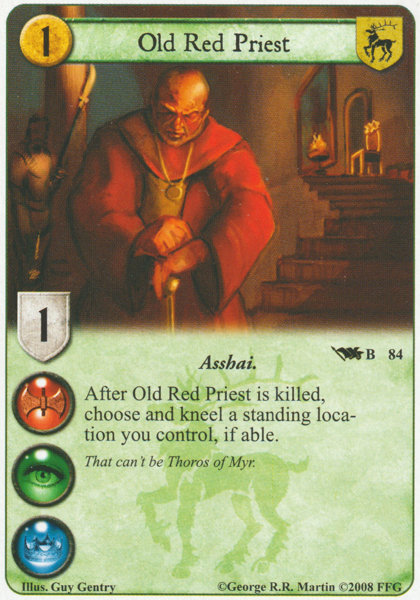 1
Old Red Priest
1
B 84
Asshai.
After Old Red Priest is killed,
choose and kneel a standing loca-
tion you control, if able.
That can't be Thoros of Myr.
Illus. Guy Gentry ©George R.R. Martin ©2008 FFG